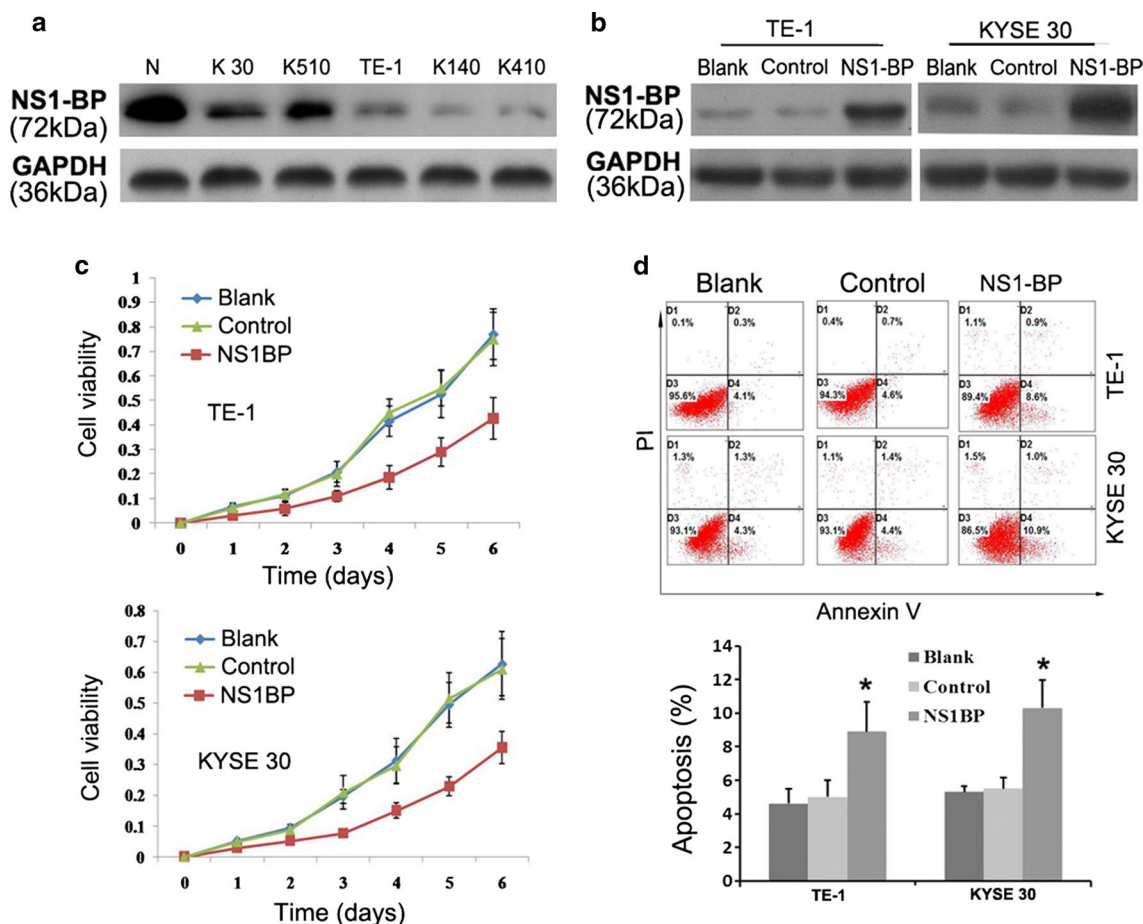 a
N K 30 K510 TE-1 K140 K410
NS1-BP
(72kDa)
GAPDH
(36kDa)
b
TE-1 KYSE 30
Blank Control NS1-BP Blank Control NS1-BP
NS1-BP
(72kDa)
GAPDH
(36kDa)
c
Cell viability
1
0.9
0.8
0.7
0.6
0.5
0.4
0.3
0.2
0.1
0
Blank
Control
NS1BP
TE-1
0 1 2 3 4 5 6
Time (days)
Cell viability
0.8
0.7
0.6
0.5
0.4
0.3
0.2
0.1
0
Blank
Control
NS1BP
KYSE 30
0 1 2 3 4 5 6
Time (days)
d
Blank Control NS1-BP
D1 D2 D1 D2 D1 D2
0.1% 0.3% 0.4% 0.7% 1.1% 0.9%
D3 D4 D3 D4 D3 D4
95.6% 4.1% 94.3% 4.6% 89.4% 8.6%
TE-1
D1 D2 D1 D2 D1 D2
1.3% 1.3% 1.1% 1.4% 1.5% 1.0%
D3 D4 D3 D4 D3 D4
93.1% 4.3% 93.1% 4.4% 86.5% 10.9%
KYSE 30
PI
Annexin V
Apoptosis (%)
14
12
10
8
6
4
2
0
Blank
Control
NS1BP
* *
TE-1 KYSE 30